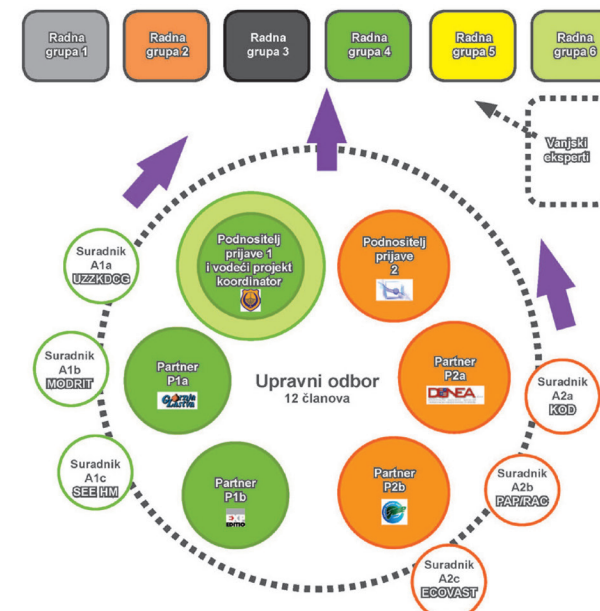 Radna
grupa 1
Radna
grupa 2
Radna
grupa 3
Radna
grupa 4
Radna
grupa 5
Radna
grupa 6
Vanjski
eksperti
Suradnik
A1a
UZZKDCG
Podnositelj
prijave 1
i vodeći projekt
koordinator
Podnositelj
prijave
2
Suradnik
A1b
MODRIT
Partner
P1a
Upravni odbor
12 članova
Partner
P2a
DUNEA
Suradnik
A2a
KOD
Suradnik
A1c
SEE HM
Partner
P1b
EDITIO
Partner
P2b
Suradnik
A2b
PAP/RAC
Suradnik
A2c
ECOVAST